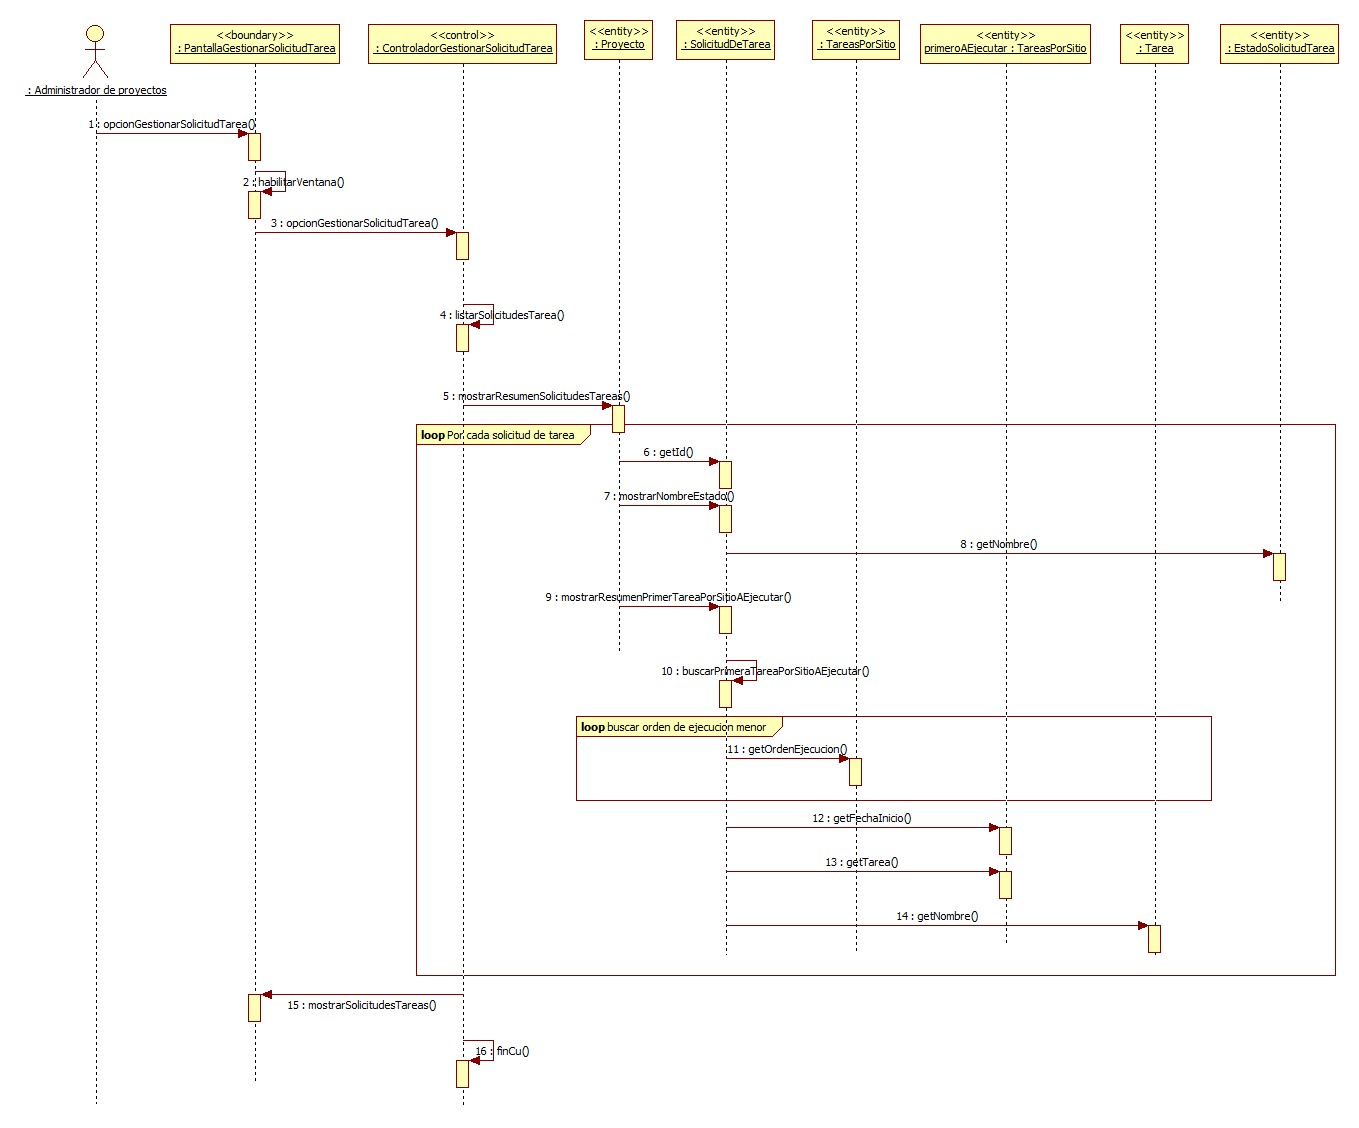 <<boundary>>
: PantallaGestionarSolicitudTarea
<<control>>
: ControladorGestionarSolicitudTarea
<<entity>>
: Proyecto
<<entity>>
: SolicitudDeTarea
<<entity>>
: TareasPorSitio
<<entity>>
primeroAEjecutar : TareasPorSitio
<<entity>>
: Tarea
<<entity>>
: EstadoSolicitudTarea
: Administrador de proyectos
1 : opcionGestionarSolicitudTarea()
2 : habilitarVentana()
3 : opcionGestionarSolicitudTarea()
4 : listarSolicitudesTarea()
5 : mostrarResumenSolicitudesTareas()
loop Por cada solicitud de tarea
6 : getId()
7 : mostrarNombreEstado()
8 : getNombre()
9 : mostrarResumenPrimerTareaPorSitioAEjecutar()
10 : buscarPrimeraTareaPorSitioAEjecutar()
loop buscar orden de ejecucion menor
11 : getOrdenEjecucion()
12 : getFechaInicio()
13 : getTarea()
14 : getNombre()
15 : mostrarSolicitudesTareas()
16 : finCu()